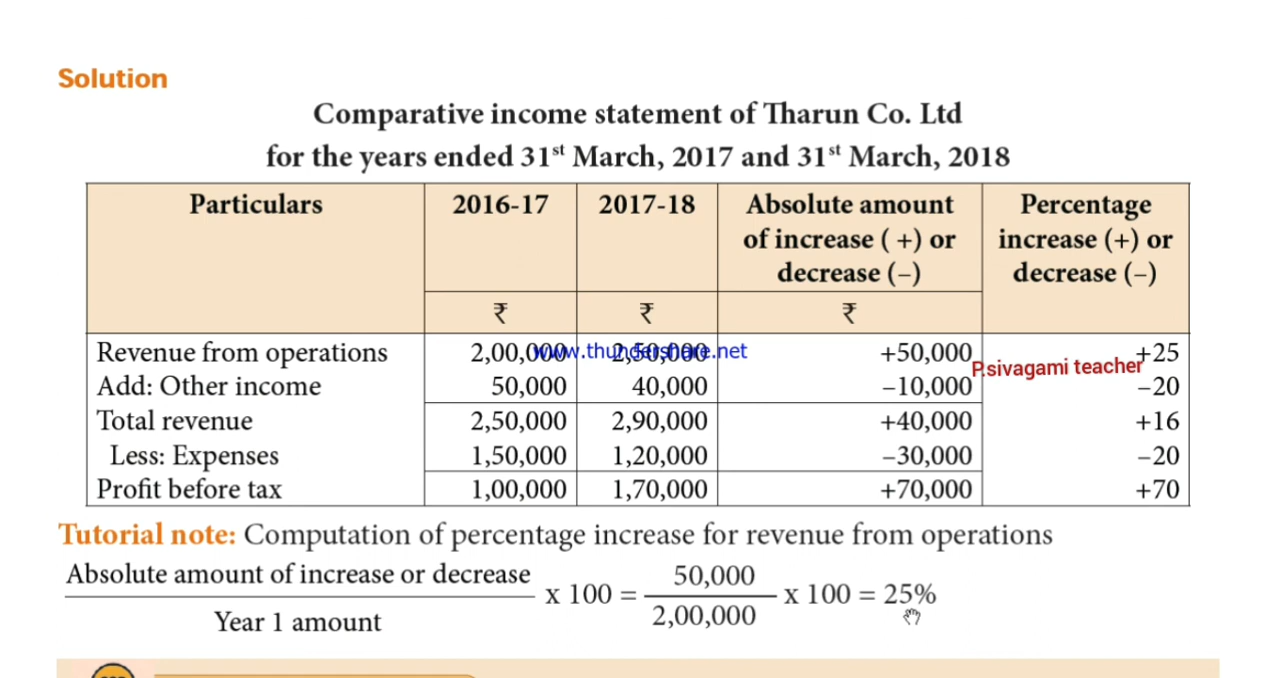 Solution
Comparative income statement of Tharun Co. Ltd
for the years ended 31st March, 2017 and 31st March, 2018
Particulars 2016-17 2017-18 Absolute amount of increase ( +) or decrease (–) Percentage increase (+) or decrease (–)
₹ ₹ ₹
Revenue from operations 2,00,000 2,50,000 +50,000 +25
www.thundershare.net
P.sivagami teacher
Add: Other income 50,000 40,000 –10,000 –20
Total revenue 2,50,000 2,90,000 +40,000 +16
Less: Expenses 1,50,000 1,20,000 –30,000 –20
Profit before tax 1,00,000 1,70,000 +70,000 +70
Tutorial note: Computation of percentage increase for revenue from operations
Absolute amount of increase or decrease
Year 1 amount
x 100 =
50,000
2,00,000
x 100 = 25%